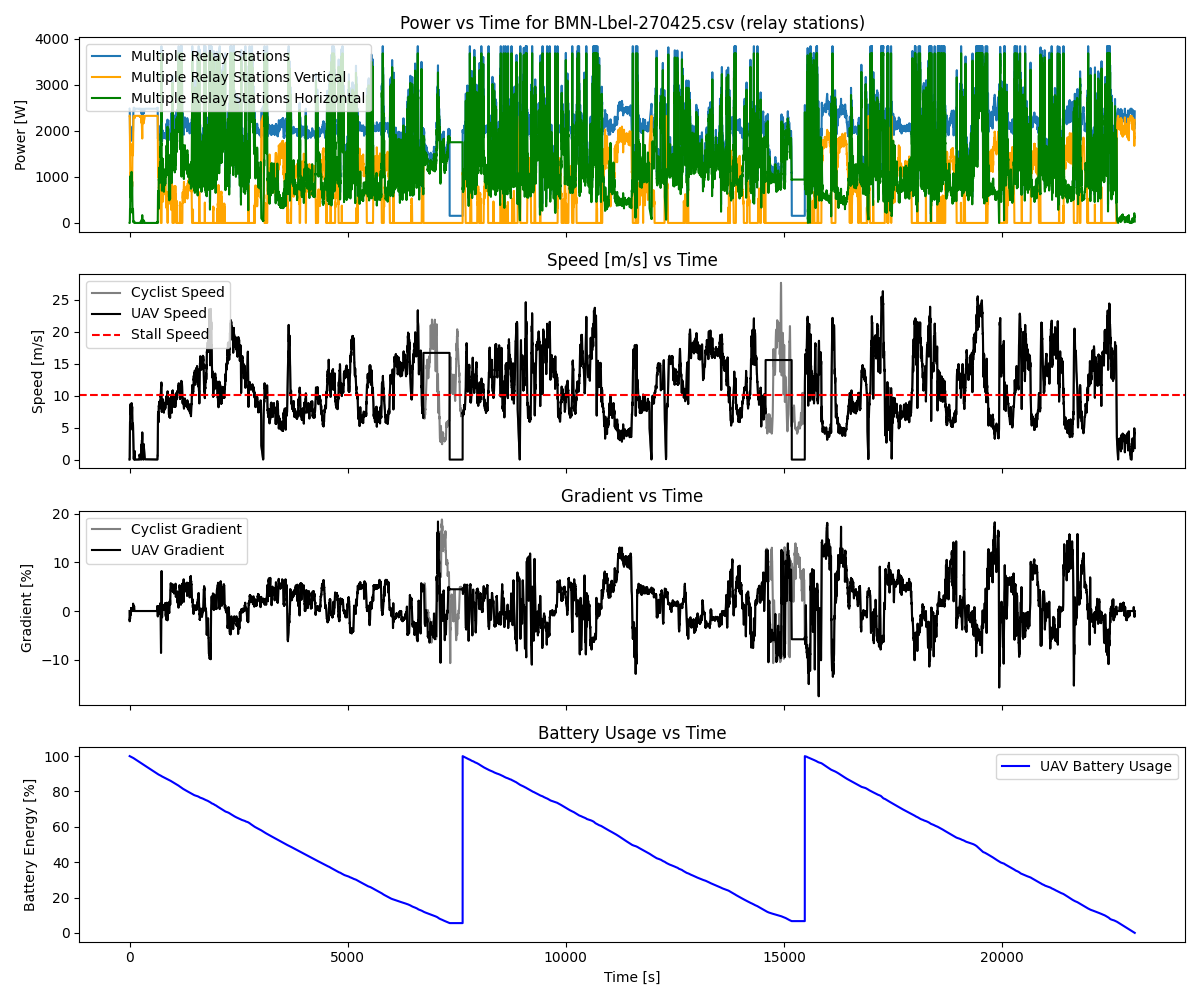 Power vs Time for BMN-Lbel-270425.csv (relay stations)
4000
3000
2000
1000
0
Power [W]
Multiple Relay Stations
Multiple Relay Stations Vertical
Multiple Relay Stations Horizontal
Speed [m/s] vs Time
25
20
15
10
5
0
Speed [m/s]
Cyclist Speed
UAV Speed
Stall Speed
Gradient vs Time
20
10
0
−10
Gradient [%]
Cyclist Gradient
UAV Gradient
Battery Usage vs Time
100
80
60
40
20
0
Battery Energy [%]
UAV Battery Usage
0 5000 10000 15000 20000
Time [s]